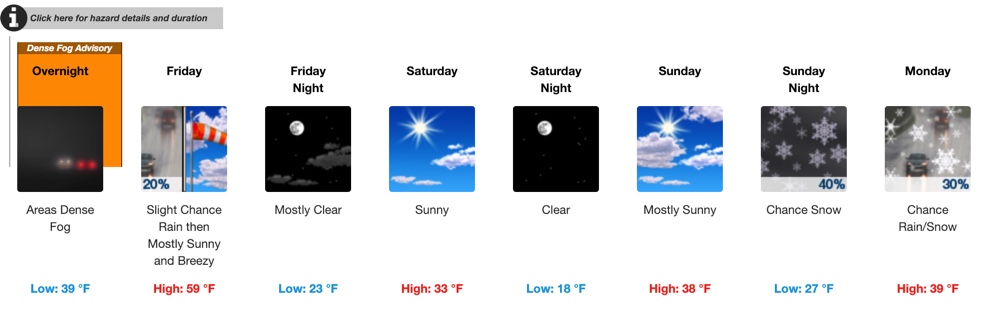 Click here for hazard details and duration
Dense Fog Advisory
Overnight
Areas Dense
Fog
Low: 39 °F
Friday
20%
Slight Chance
Rain then
Mostly Sunny
and Breezy
High: 59 °F
Friday
Night
Mostly Clear
Low: 23 °F
Saturday
Sunny
High: 33 °F
Saturday
Night
Clear
Low: 18 °F
Sunday
Mostly Sunny
High: 38 °F
Sunday
Night
40%
Chance Snow
Low: 27 °F
Monday
30%
Chance
Rain/Snow
High: 39 °F